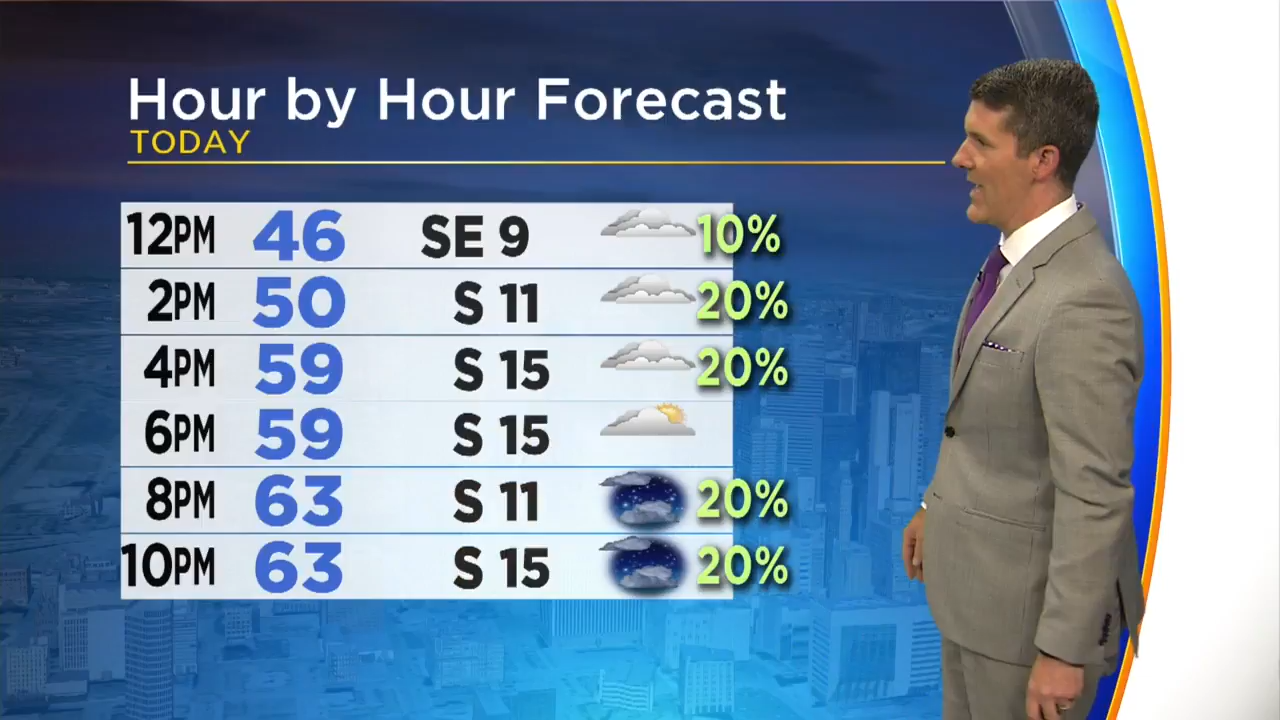 Hour by Hour Forecast
TODAY
12PM 46 SE 9 10%
2PM 50 S 11 20%
4PM 59 S 15 20%
6PM 59 S 15
8PM 63 S 11 20%
10PM 63 S 15 20%